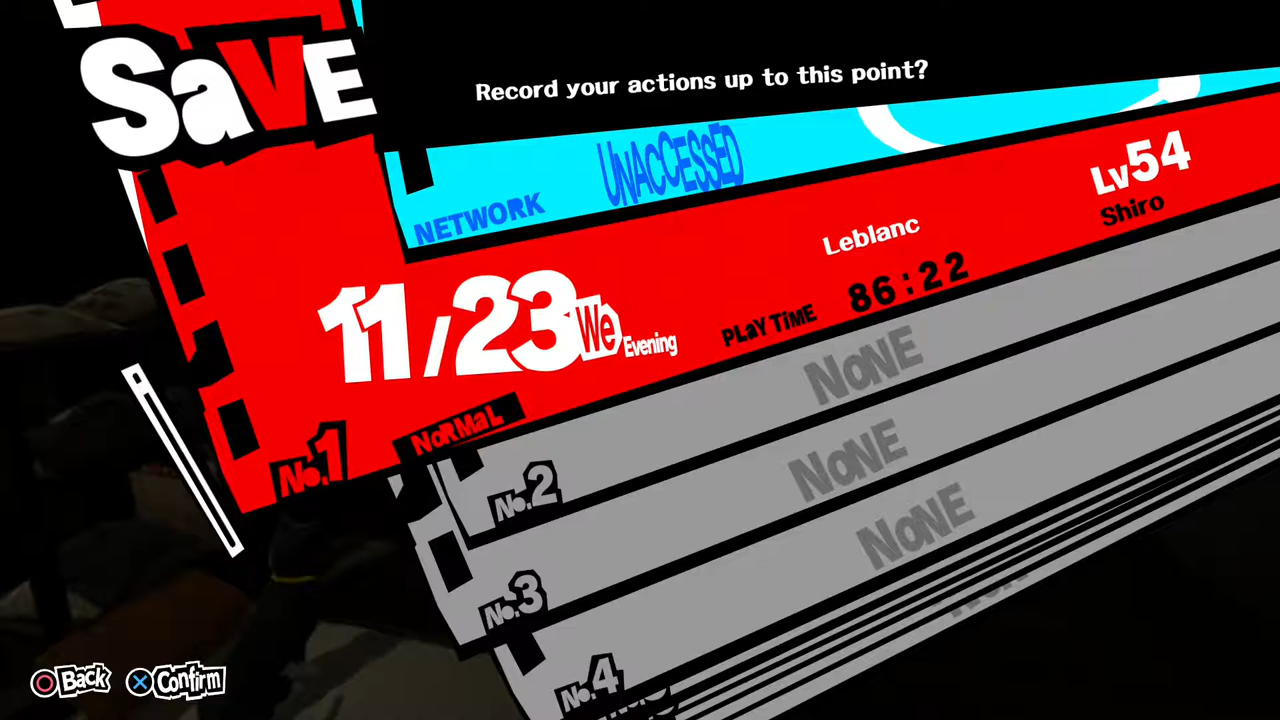 SaVE
Record your actions up to this point?
NETWORK
UNAcCESSED
11/23 We Evening
Leblanc
Lv54
Shiro
PLaY TiME 86:22
No.1
NoRMaL
No.2
NoNE
No.3
NoNE
No.4
NoNE
Back
Confirm